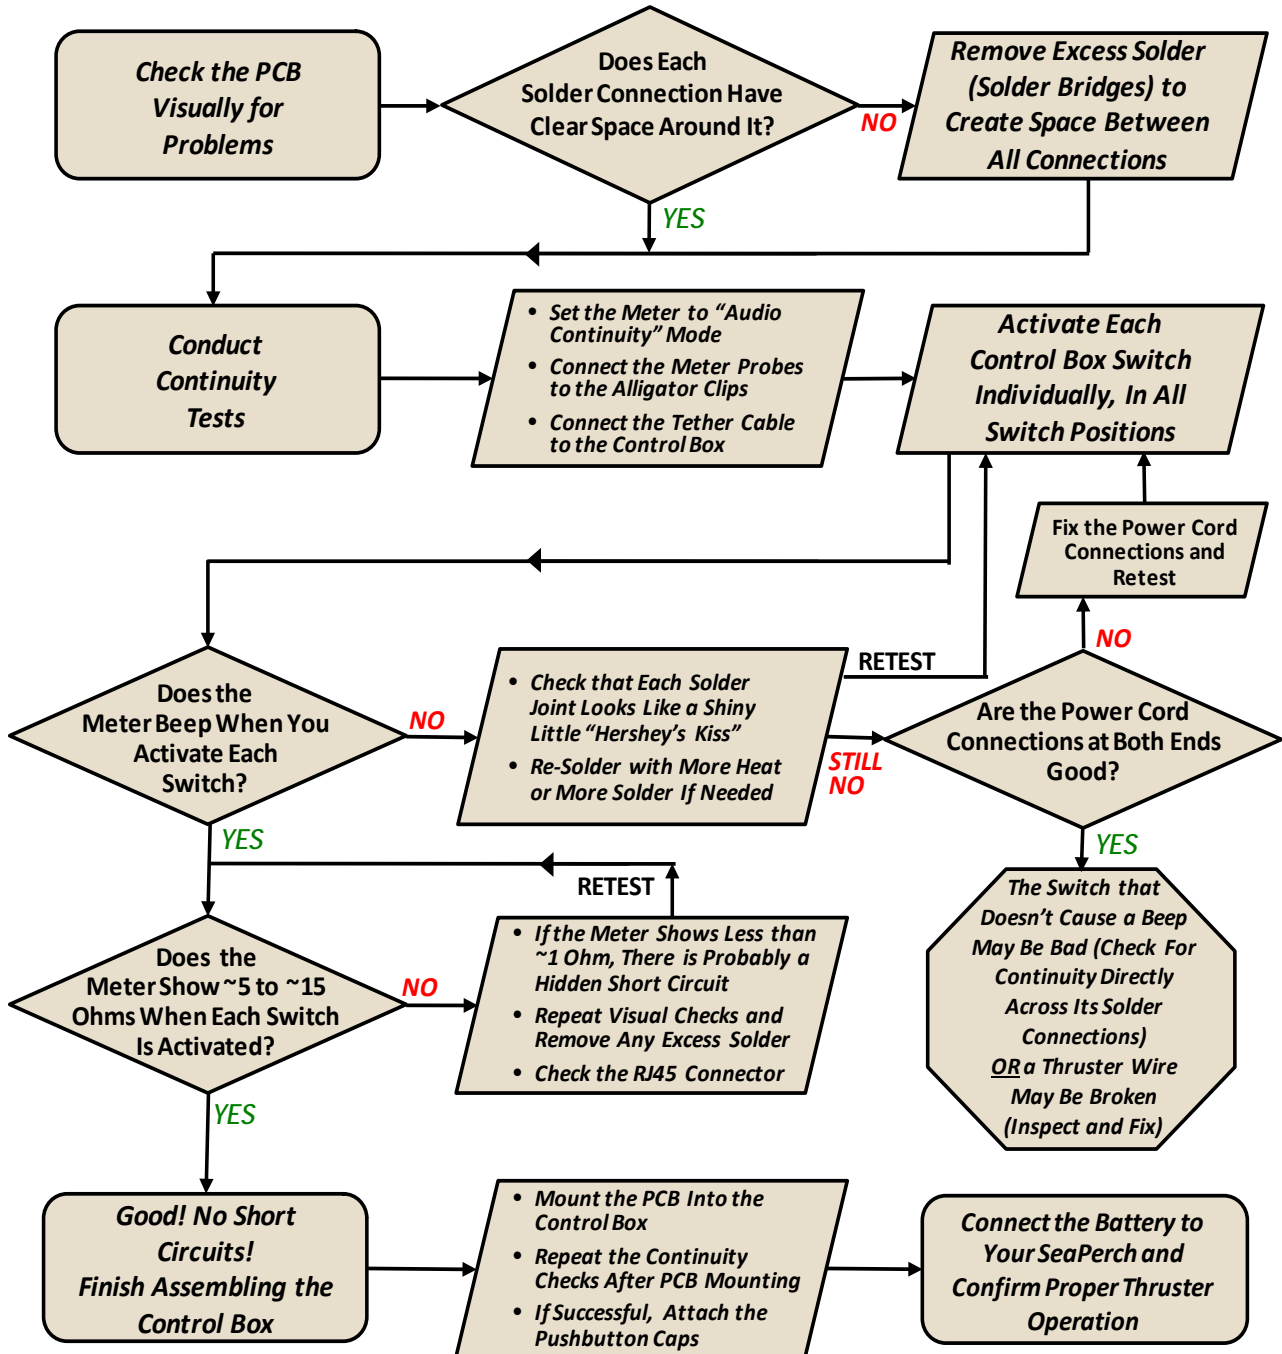 Check the PCB
Visually for
Problems
Does Each
Solder Connection Have
Clear Space Around It?
NO
Remove Excess Solder
(Solder Bridges) to
Create Space Between
All Connections
YES
Conduct
Continuity
Tests
• Set the Meter to “Audio
Continuity” Mode
• Connect the Meter Probes
to the Alligator Clips
• Connect the Tether Cable
to the Control Box
Activate Each
Control Box Switch
Individually, In All
Switch Positions
Fix the Power Cord
Connections and
Retest
NO
Does the
Meter Beep When You
Activate Each
Switch?
NO
• Check that Each Solder
Joint Looks Like a Shiny
Little “Hershey’s Kiss”
• Re-Solder with More Heat
or More Solder If Needed
RETEST
STILL
NO
Are the Power Cord
Connections at Both Ends
Good?
YES
YES
RETEST
Does the
Meter Show ~5 to ~15
Ohms When Each Switch
Is Activated?
NO
• If the Meter Shows Less than
~1 Ohm, There is Probably a
Hidden Short Circuit
• Repeat Visual Checks and
Remove Any Excess Solder
• Check the RJ45 Connector
The Switch that
Doesn’t Cause a Beep
May Be Bad (Check For
Continuity Directly
Across Its Solder
Connections)
OR a Thruster Wire
May Be Broken
(Inspect and Fix)
YES
Good! No Short
Circuits!
Finish Assembling the
Control Box
• Mount the PCB Into the
Control Box
• Repeat the Continuity
Checks After PCB Mounting
• If Successful, Attach the
Pushbutton Caps
Connect the Battery to
Your SeaPerch and
Confirm Proper Thruster
Operation